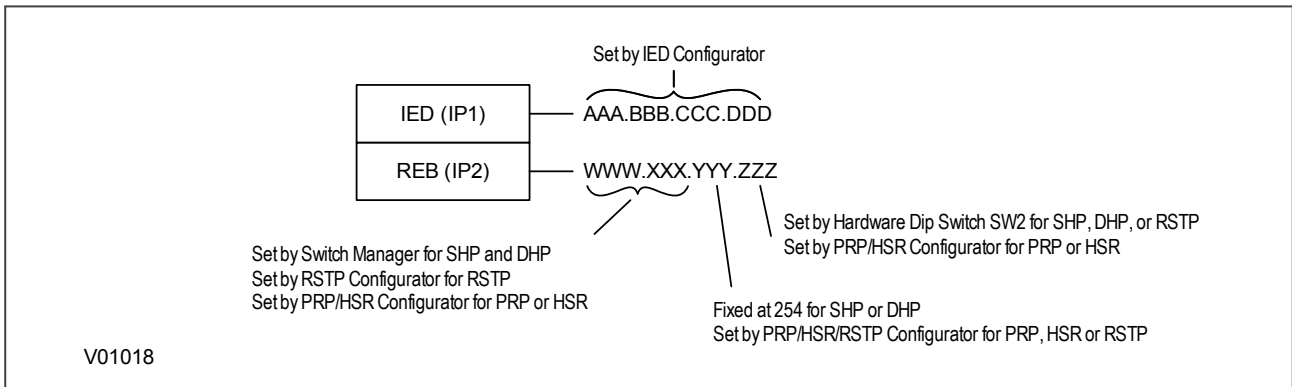 Set by IED Configurator
IED (IP1)
AAA.BBB.CCC.DDD
REB (IP2)
WWW.XXX.YYY.ZZZ
Set by Hardware Dip Switch SW2 for SHP, DHP, or RSTP
Set by PRP/HSR Configurator for PRP or HSR
Set by Switch Manager for SHP and DHP
Set by RSTP Configurator for RSTP
Set by PRP/HSR Configurator for PRP or HSR
Fixed at 254 for SHP or DHP
Set by PRP/HSR/RSTP Configurator for PRP, HSR or RSTP
V01018